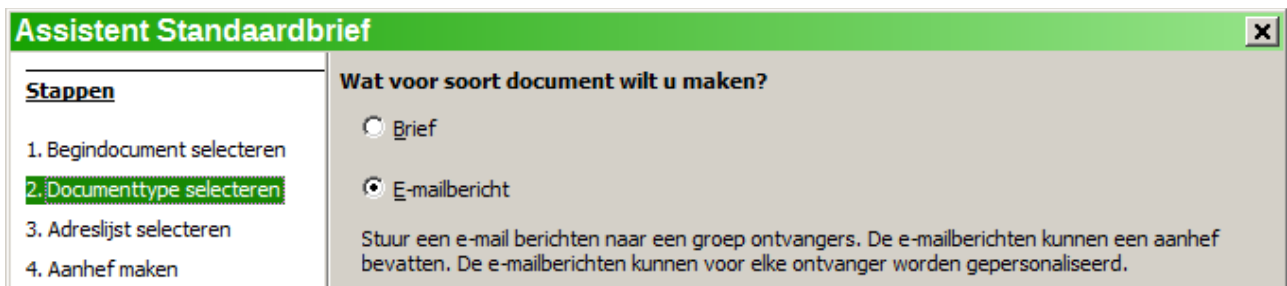 Assistent Standaardbrief
Stappen
1. Begindocument selecteren
2. Documenttype selecteren
3. Adreslijst selecteren
4. Aanhef maken
Wat voor soort document wilt u maken?
Brief
E-mailbericht
Stuur een e-mail berichten naar een groep ontvangers. De e-mailberichten kunnen een aanhef
bevatten. De e-mailberichten kunnen voor elke ontvanger worden gepersonaliseerd.